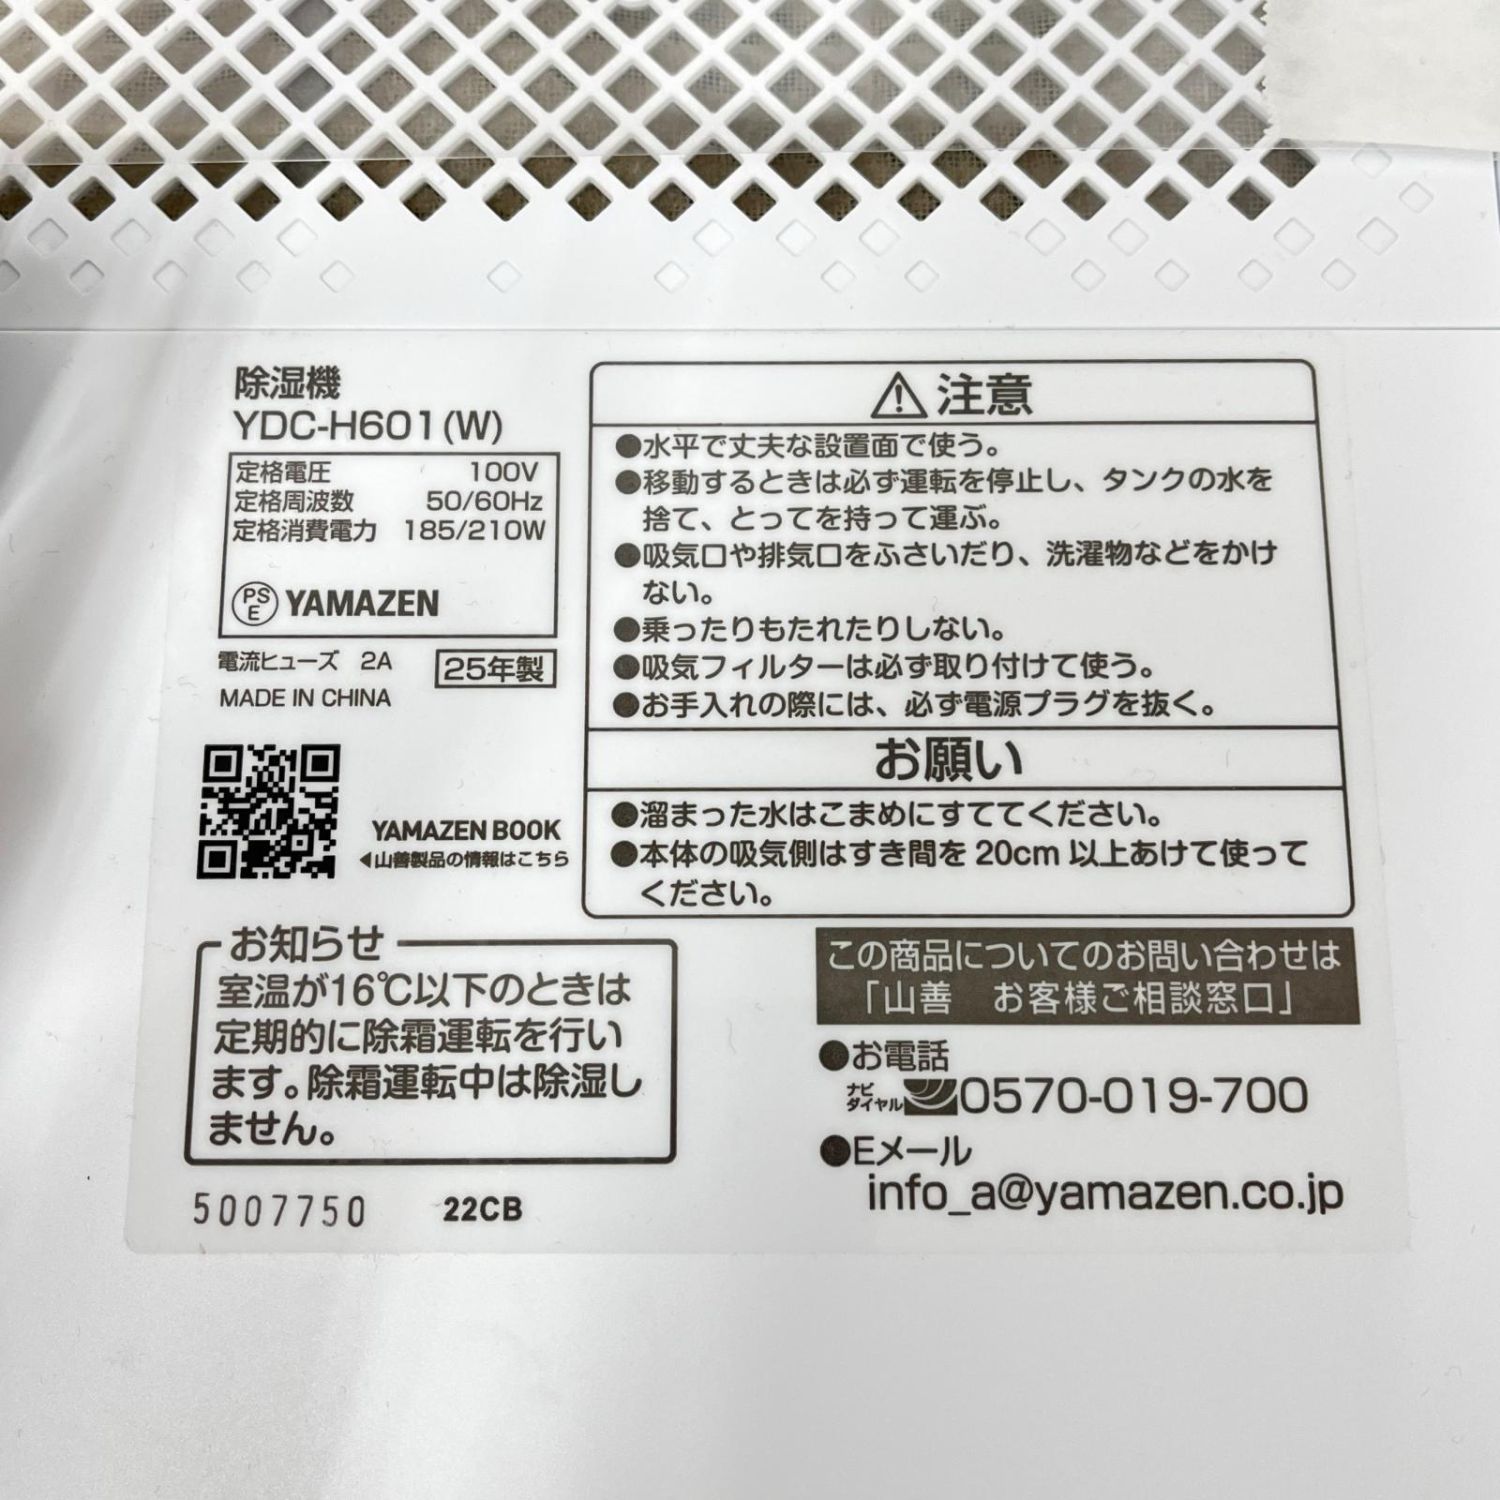 除湿機
YDC-H601(W)
定格電圧 100V
定格周波数 50/60Hz
定格消費電力 185/210W
PS
E
YAMAZEN
電流ヒューズ 2A
25年製
MADE IN CHINA
YAMAZEN BOOK
◀山善製品の情報はこちら
お知らせ
室温が16℃以下のときは
定期的に除霜運転を行い
ます。除霜運転中は除湿し
ません。
5007750 22CB
⚠注意
●水平で丈夫な設置面で使う。
●移動するときは必ず運転を停止し、タンクの水を
捨て、とってを持って運ぶ。
●吸気口や排気口をふさいだり、洗濯物などをかけ
ない。
●乗ったりもたれたりしない。
●吸気フィルターは必ず取り付けて使う。
●お手入れの際には、必ず電源プラグを抜く。
お願い
●溜まった水はこまめにすててください。
●本体の吸気側はすき間を20cm以上あけて使って
ください。
この商品についてのお問い合わせは
「山善 お客様ご相談窓口」
●お電話
ナビ
ダイヤル
0570-019-700
●Eメール
info_a@yamazen.co.jp